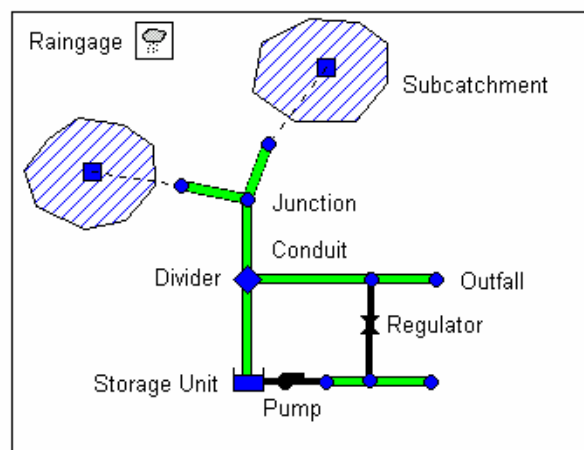 Raingage
Subcatchment
Junction
Conduit
Divider
Outfall
Regulator
Storage Unit
Pump